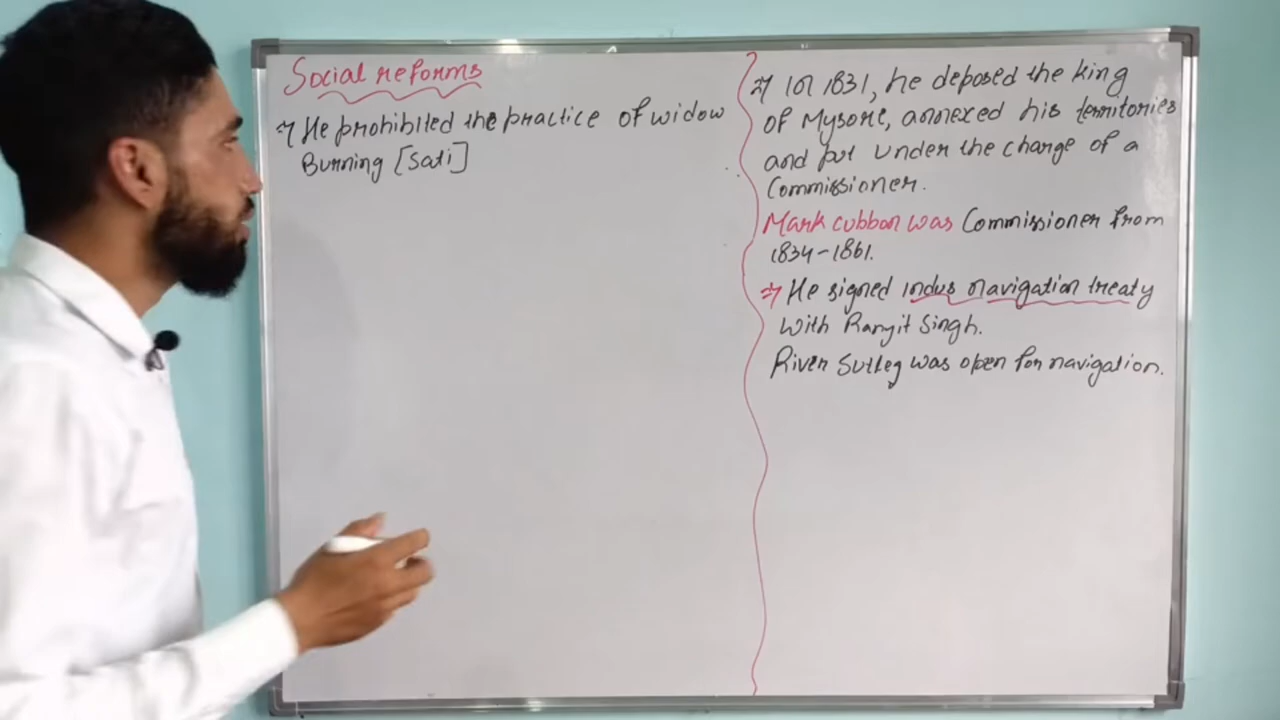 Social reforms
⇒ He prohibited the practice of widow
Burning [Sati]
⇒ In 1831, he deposed the king
of Mysore, annexed his territories
and put under the charge of a
Commissioner.
Mark cubbon was Commissioner from
1834-1861.
⇒ He signed indus navigation treaty
with Ranjit Singh.
River Sutleg was open for navigation.